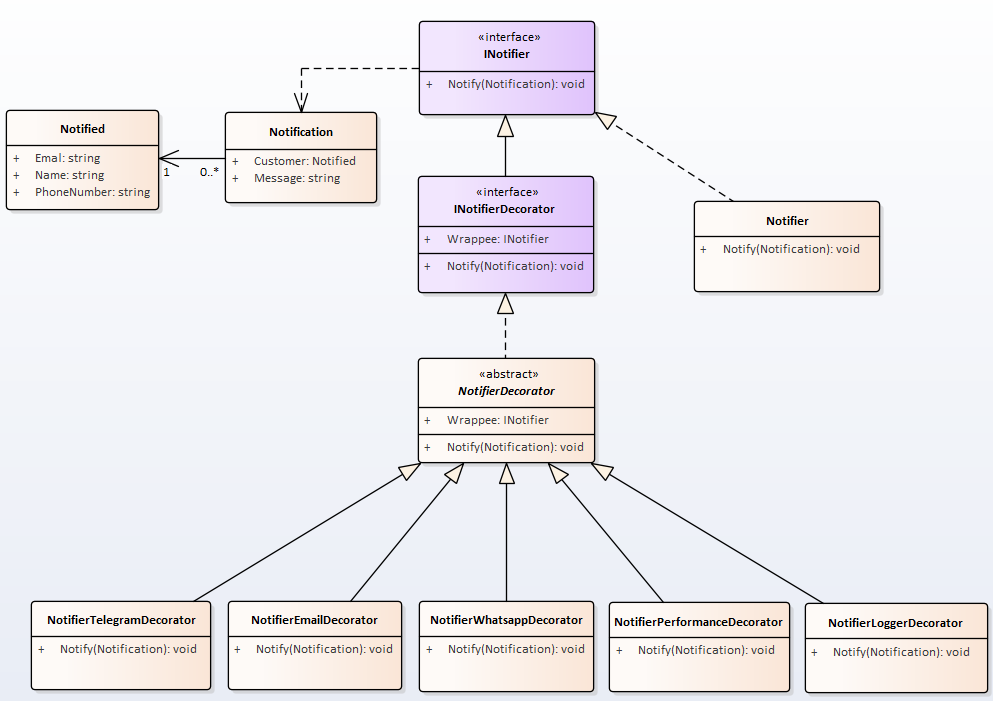 «interface»
INotifier
+ Notify(Notification): void
Notified
+ Emal: string
+ Name: string
+ PhoneNumber: string
1
0..*
Notification
+ Customer: Notified
+ Message: string
«interface»
INotifierDecorator
+ Wrappee: INotifier
+ Notify(Notification): void
Notifier
+ Notify(Notification): void
«abstract»
NotifierDecorator
+ Wrappee: INotifier
+ Notify(Notification): void
NotifierTelegramDecorator
+ Notify(Notification): void
NotifierEmailDecorator
+ Notify(Notification): void
NotifierWhatsappDecorator
+ Notify(Notification): void
NotifierPerformanceDecorator
+ Notify(Notification): void
NotifierLoggerDecorator
+ Notify(Notification): void